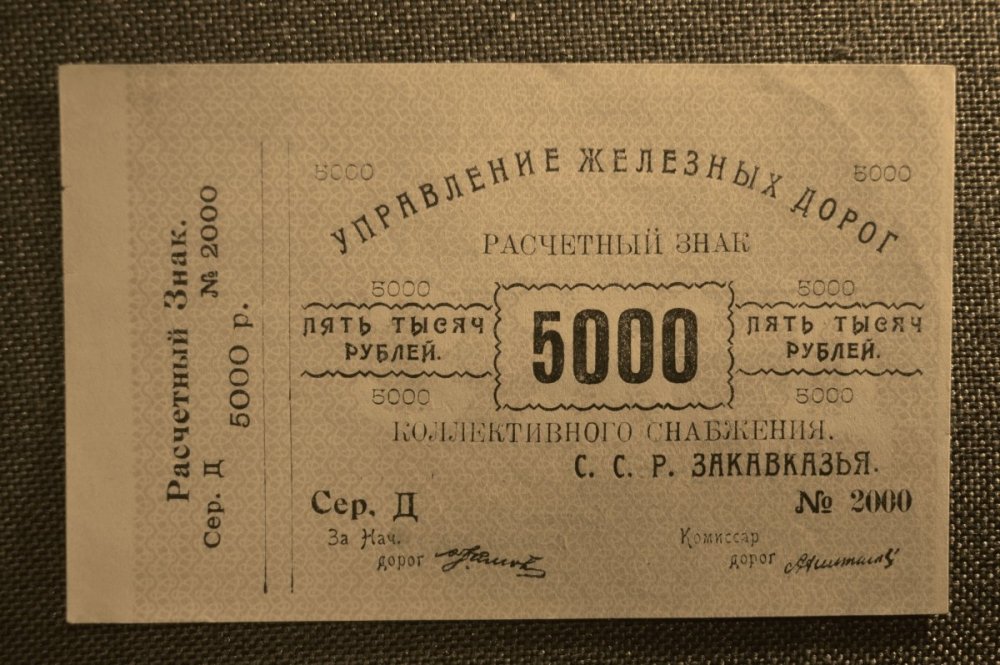 Расчетный Знак.
Сер. Д № 2000
5000 р.
5000 5000
УПРАВЛЕНИЕ ЖЕЛЕЗНЫХ ДОРОГ
РАСЧЕТНЫЙ ЗНАК
5000 5000
ПЯТЬ ТЫСЯЧ
РУБЛЕЙ.
5000
ПЯТЬ ТЫСЯЧ
РУБЛЕЙ.
5000 5000
КОЛЛЕКТИВНОГО СНАБЖЕНИЯ.
С. С. Р. ЗАКАВКАЗЬЯ.
Сер. Д № 2000
За Нач.
дорог
Комиссар
дорог